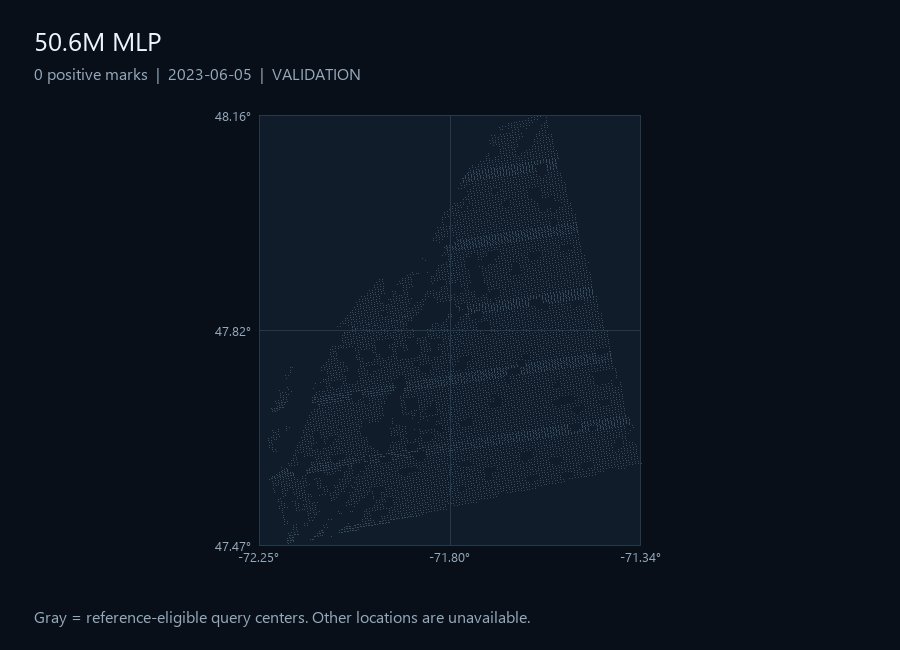 50.6M MLP
0 positive marks | 2023-06-05 | VALIDATION
48.16°
47.82°
47.47°
-72.25° -71.80° -71.34°
Gray = reference-eligible query centers. Other locations are unavailable.